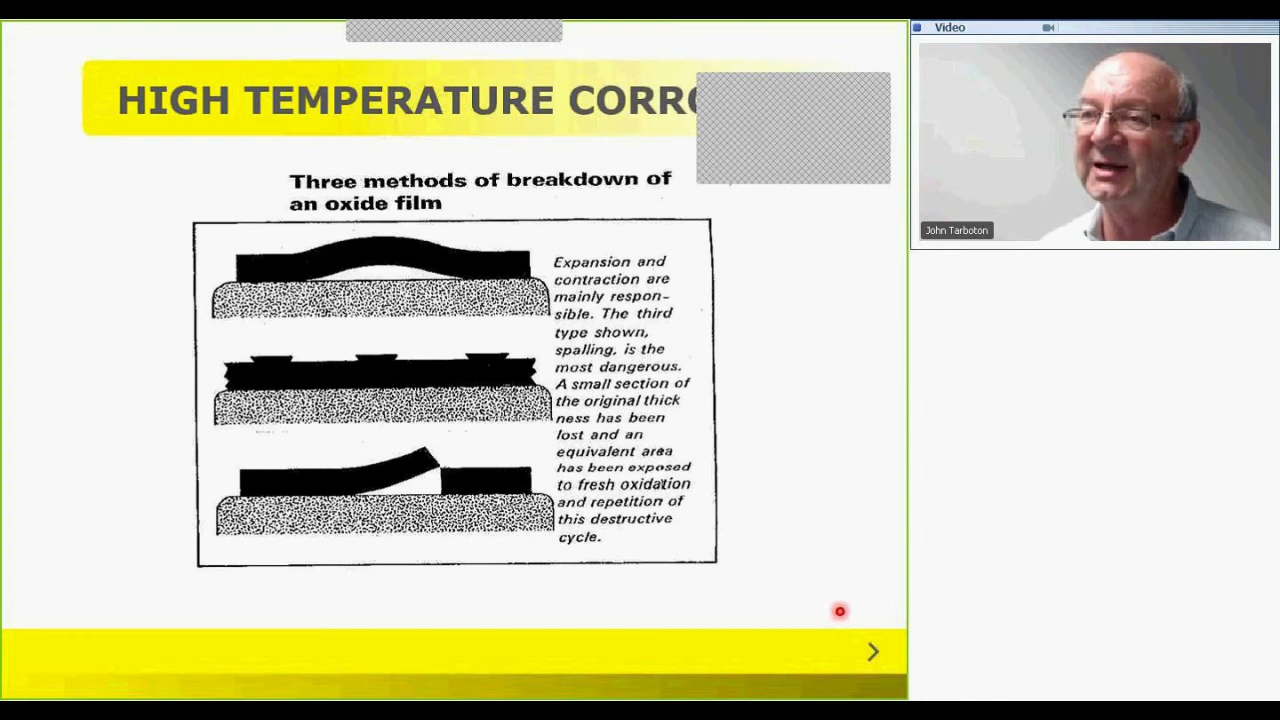 HIGH TEMPERATURE
Three methods of breakdown of
an oxide film
Expansion and
contraction are
mainly respon-
sible. The third
type shown,
spalling, is the
most dangerous.
A small section of
the original thick
ness has been
lost and an
equivalent area
has been exposed
to fresh oxidation
and repetition of
this destructive
cycle.
Video
John Tarboton